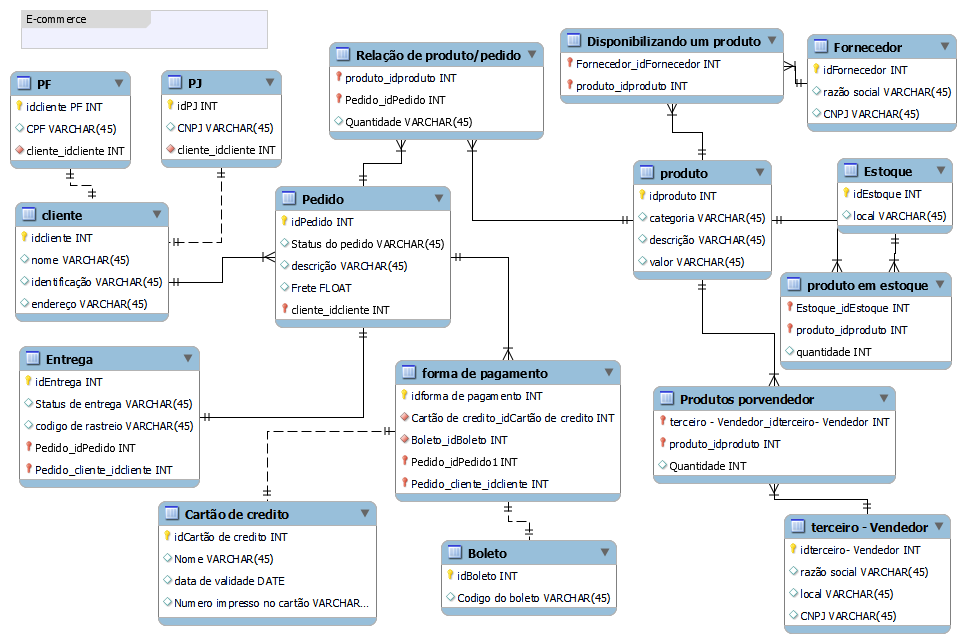 E-commerce
PF
idcliente PF INT
CPF VARCHAR(45)
cliente_idcliente INT
PJ
idPJ INT
CNPJ VARCHAR(45)
cliente_idcliente INT
Relação de produto/pedido
produto_idproduto INT
Pedido_idPedido INT
Quantidade VARCHAR(45)
Disponibilizando um produto
Fornecedor_idFornecedor INT
produto_idproduto INT
Fornecedor
idFornecedor INT
razão social VARCHAR(45)
CNPJ VARCHAR(45)
cliente
idcliente INT
nome VARCHAR(45)
identificação VARCHAR(45)
endereço VARCHAR(45)
Pedido
idPedido INT
Status do pedido VARCHAR(45)
descrição VARCHAR(45)
Frete FLOAT
cliente_idcliente INT
produto
idproduto INT
categoria VARCHAR(45)
descrição VARCHAR(45)
valor VARCHAR(45)
Estoque
idEstoque INT
local VARCHAR(45)
produto em estoque
Estoque_idEstoque INT
produto_idproduto INT
quantidade INT
Entrega
idEntrega INT
Status de entrega VARCHAR(45)
codigo de rastreio VARCHAR(45)
Pedido_idPedido INT
Pedido_cliente_idcliente INT
forma de pagamento
idforma de pagamento INT
Cartão de credito_idCartão de credito INT
Boleto_idBoleto INT
Pedido_idPedido1 INT
Pedido_cliente_idcliente INT
Produtos porvendedor
terceiro - Vendedor_idterceiro- Vendedor INT
produto_idproduto INT
Quantidade INT
Cartão de credito
idCartão de credito INT
Nome VARCHAR(45)
data de validade DATE
Numero impresso no cartão VARCHAR...
Boleto
idBoleto INT
Codigo do boleto VARCHAR(45)
terceiro - Vendedor
idterceiro- Vendedor INT
razão social VARCHAR(45)
local VARCHAR(45)
CNPJ VARCHAR(45)